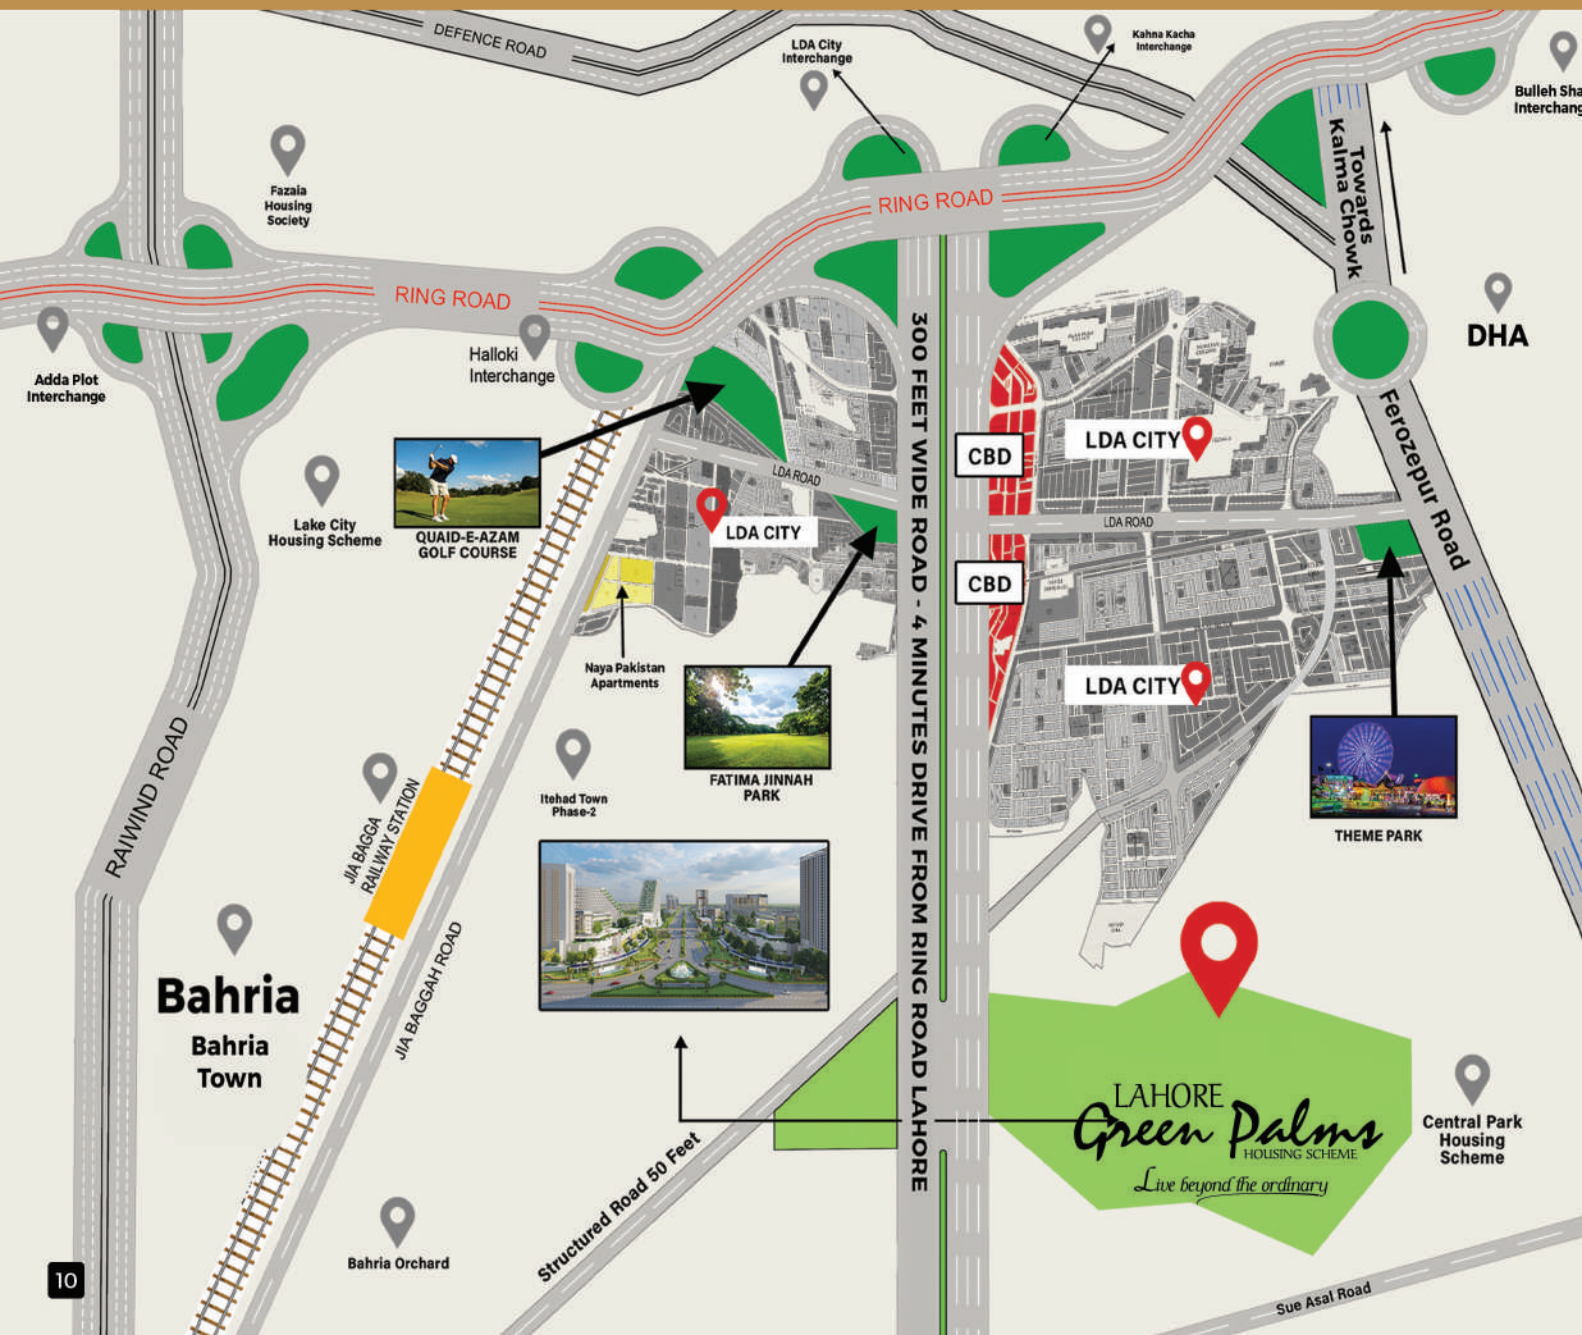 DEFENCE ROAD
LDA City
Interchange
Kahna Kacha
Interchange
Bulleh Sha
Interchang
Fazaia
Housing
Society
RING ROAD
Towards
Kalma Chowk
RING ROAD
DHA
Halloki
Interchange
Adda Plot
Interchange
300 FEET WIDE ROAD - 4 MINUTES DRIVE FROM RING ROAD LAHORE
Ferozepur Road
CBD
LDA CITY
LDA ROAD
LDA ROAD
Lake City
Housing Scheme
QUAID-E-AZAM
GOLF COURSE
LDA CITY
CBD
Naya Pakistan
Apartments
LDA CITY
RAIWIND ROAD
JIA BAGGA
RAILWAY STATION
Itehad Town
Phase-2
FATIMA JINNAH
PARK
THEME PARK
JIA BAGGAH ROAD
Bahria
Bahria
Town
LAHORE
Green Palms
HOUSING SCHEME
Live beyond the ordinary
Central Park
Housing
Scheme
Structured Road 50 Feet
Bahria Orchard
Sue Asal Road
10